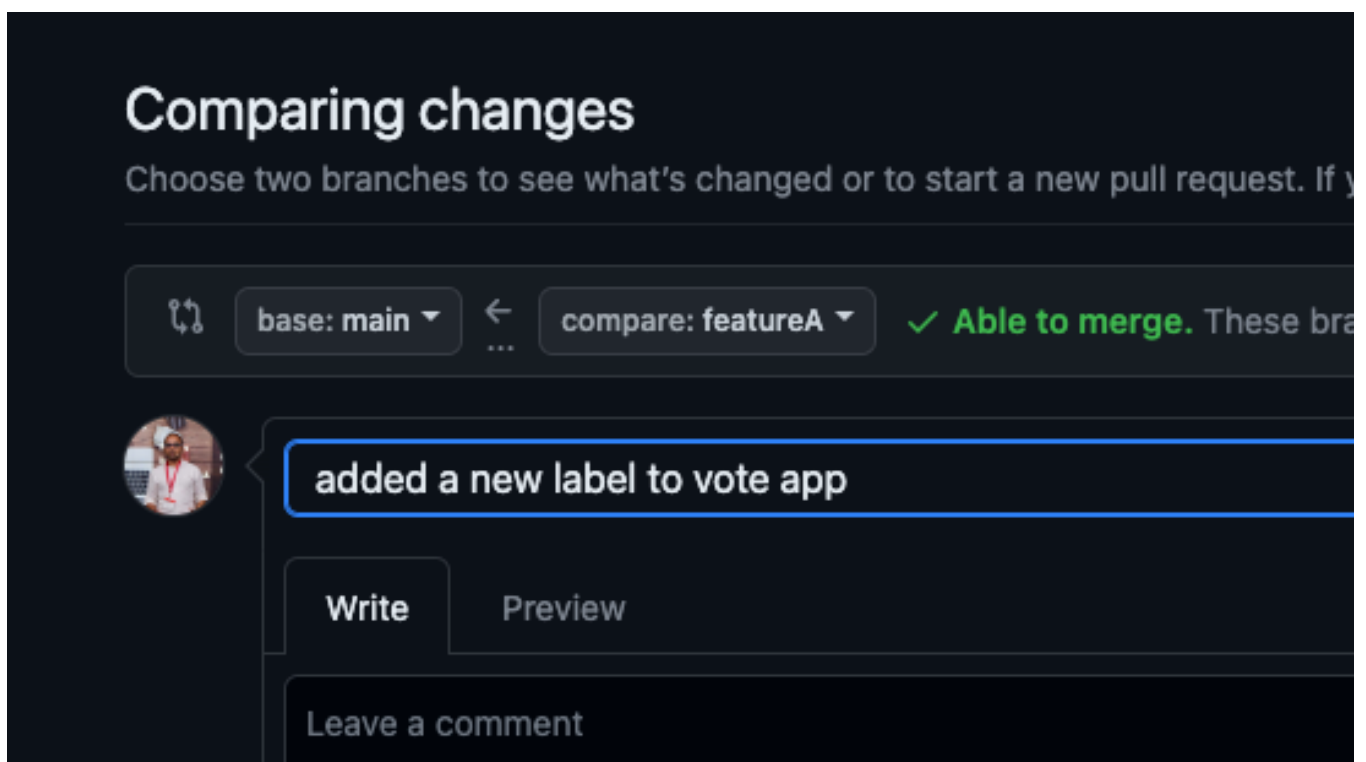 Comparing changes
Choose two branches to see what's changed or to start a new pull request. If
base: main ← compare: featureA ✓ Able to merge. These
...
added a new label to vote app
Write Preview
Leave a comment